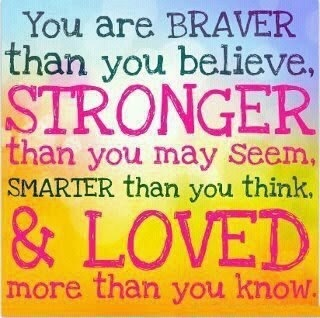 You are BRAVER
than you believe,
STRONGER
than you may seem,
SMARTER than you think,
& LOVED
more than you know.